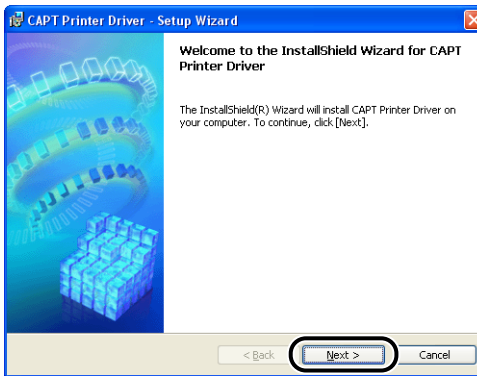 CAPT Printer Driver - Setup Wizard
Welcome to the InstallShield Wizard for CAPT
Printer Driver
The InstallShield(R) Wizard will install CAPT Printer Driver on
your computer. To continue, click [Next].
< Back
Next >
Cancel